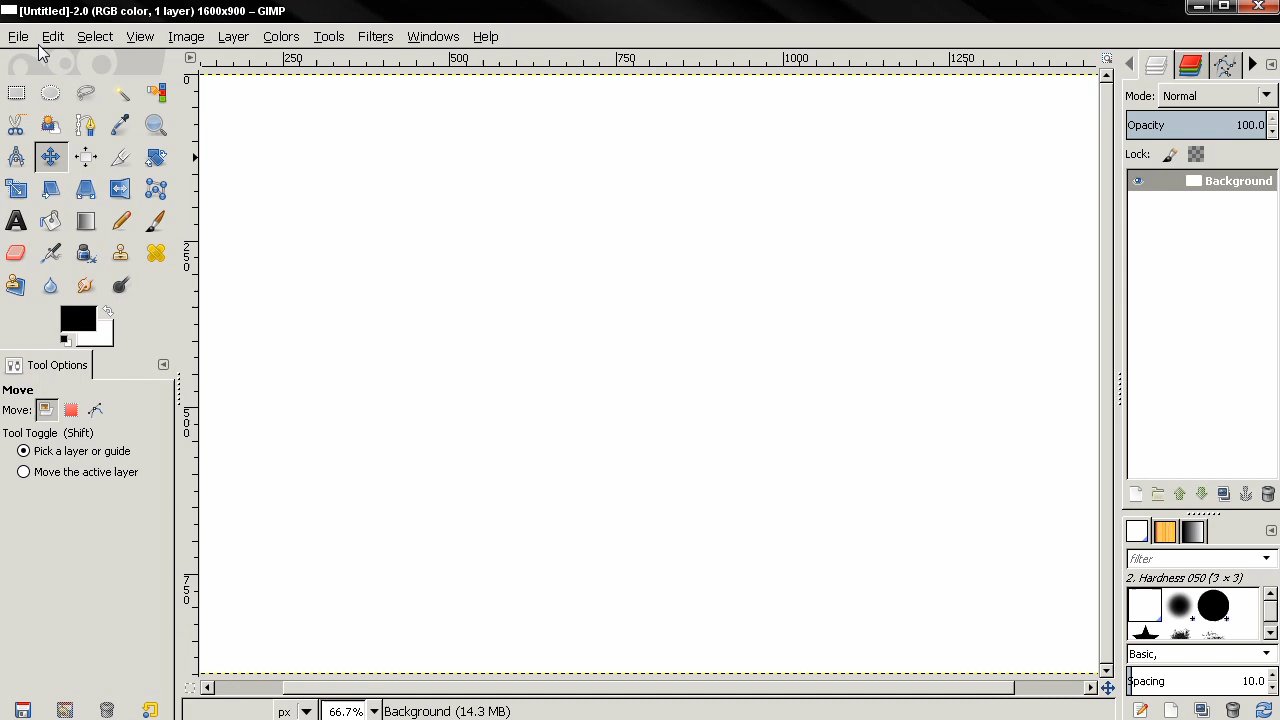 [Untitled]-2.0 (RGB color, 1 layer) 1600x900 – GIMP
File Edit Select View Image Layer Colors Tools Filters Windows Help
250 500 750 1000 1250
0
250
500
750
Mode: Normal
Opacity 100.0
Lock:
Background
Tool Options
Move
Move:
Tool Toggle (Shift)
Pick a layer or guide
Move the active layer
filter
2. Hardness 050 (3 × 3)
Basic,
Spacing 10.0
px 66.7% Background (14.3 MB)